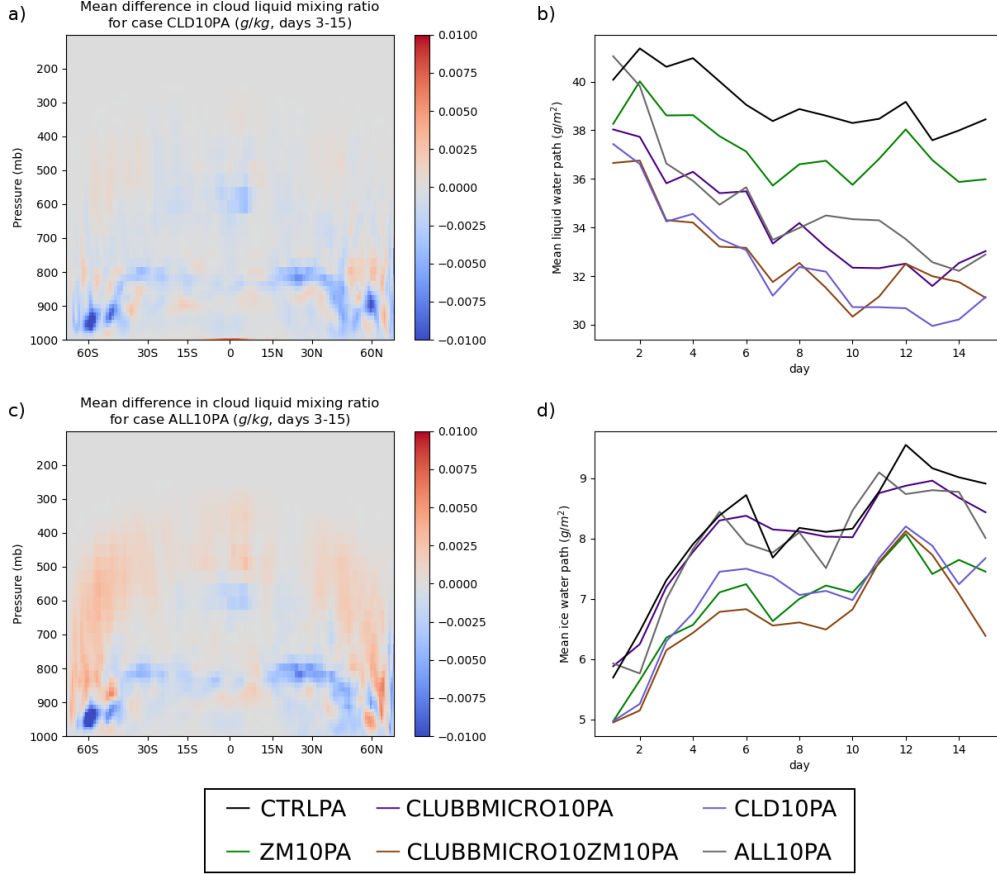 a)
Mean difference in cloud liquid mixing ratio
for case CLD10PA (g/kg, days 3-15)
Pressure (mb)
200
300
400
500
600
700
800
900
1000
60S 30S 15S 0 15N 30N 60N
0.0100
0.0075
0.0050
0.0025
0.0000
−0.0025
−0.0050
−0.0075
−0.0100
b)
Mean liquid water path (g/m²)
40
38
36
34
32
30
2 4 6 8 10 12 14
day
c)
Mean difference in cloud liquid mixing ratio
for case ALL10PA (g/kg, days 3-15)
Pressure (mb)
200
300
400
500
600
700
800
900
1000
60S 30S 15S 0 15N 30N 60N
0.0100
0.0075
0.0050
0.0025
0.0000
−0.0025
−0.0050
−0.0075
−0.0100
d)
Mean ice water path (g/m²)
9
8
7
6
5
2 4 6 8 10 12 14
day
CTRLPA CLUBBMICRO10PA CLD10PA
ZM10PA CLUBBMICRO10ZM10PA ALL10PA